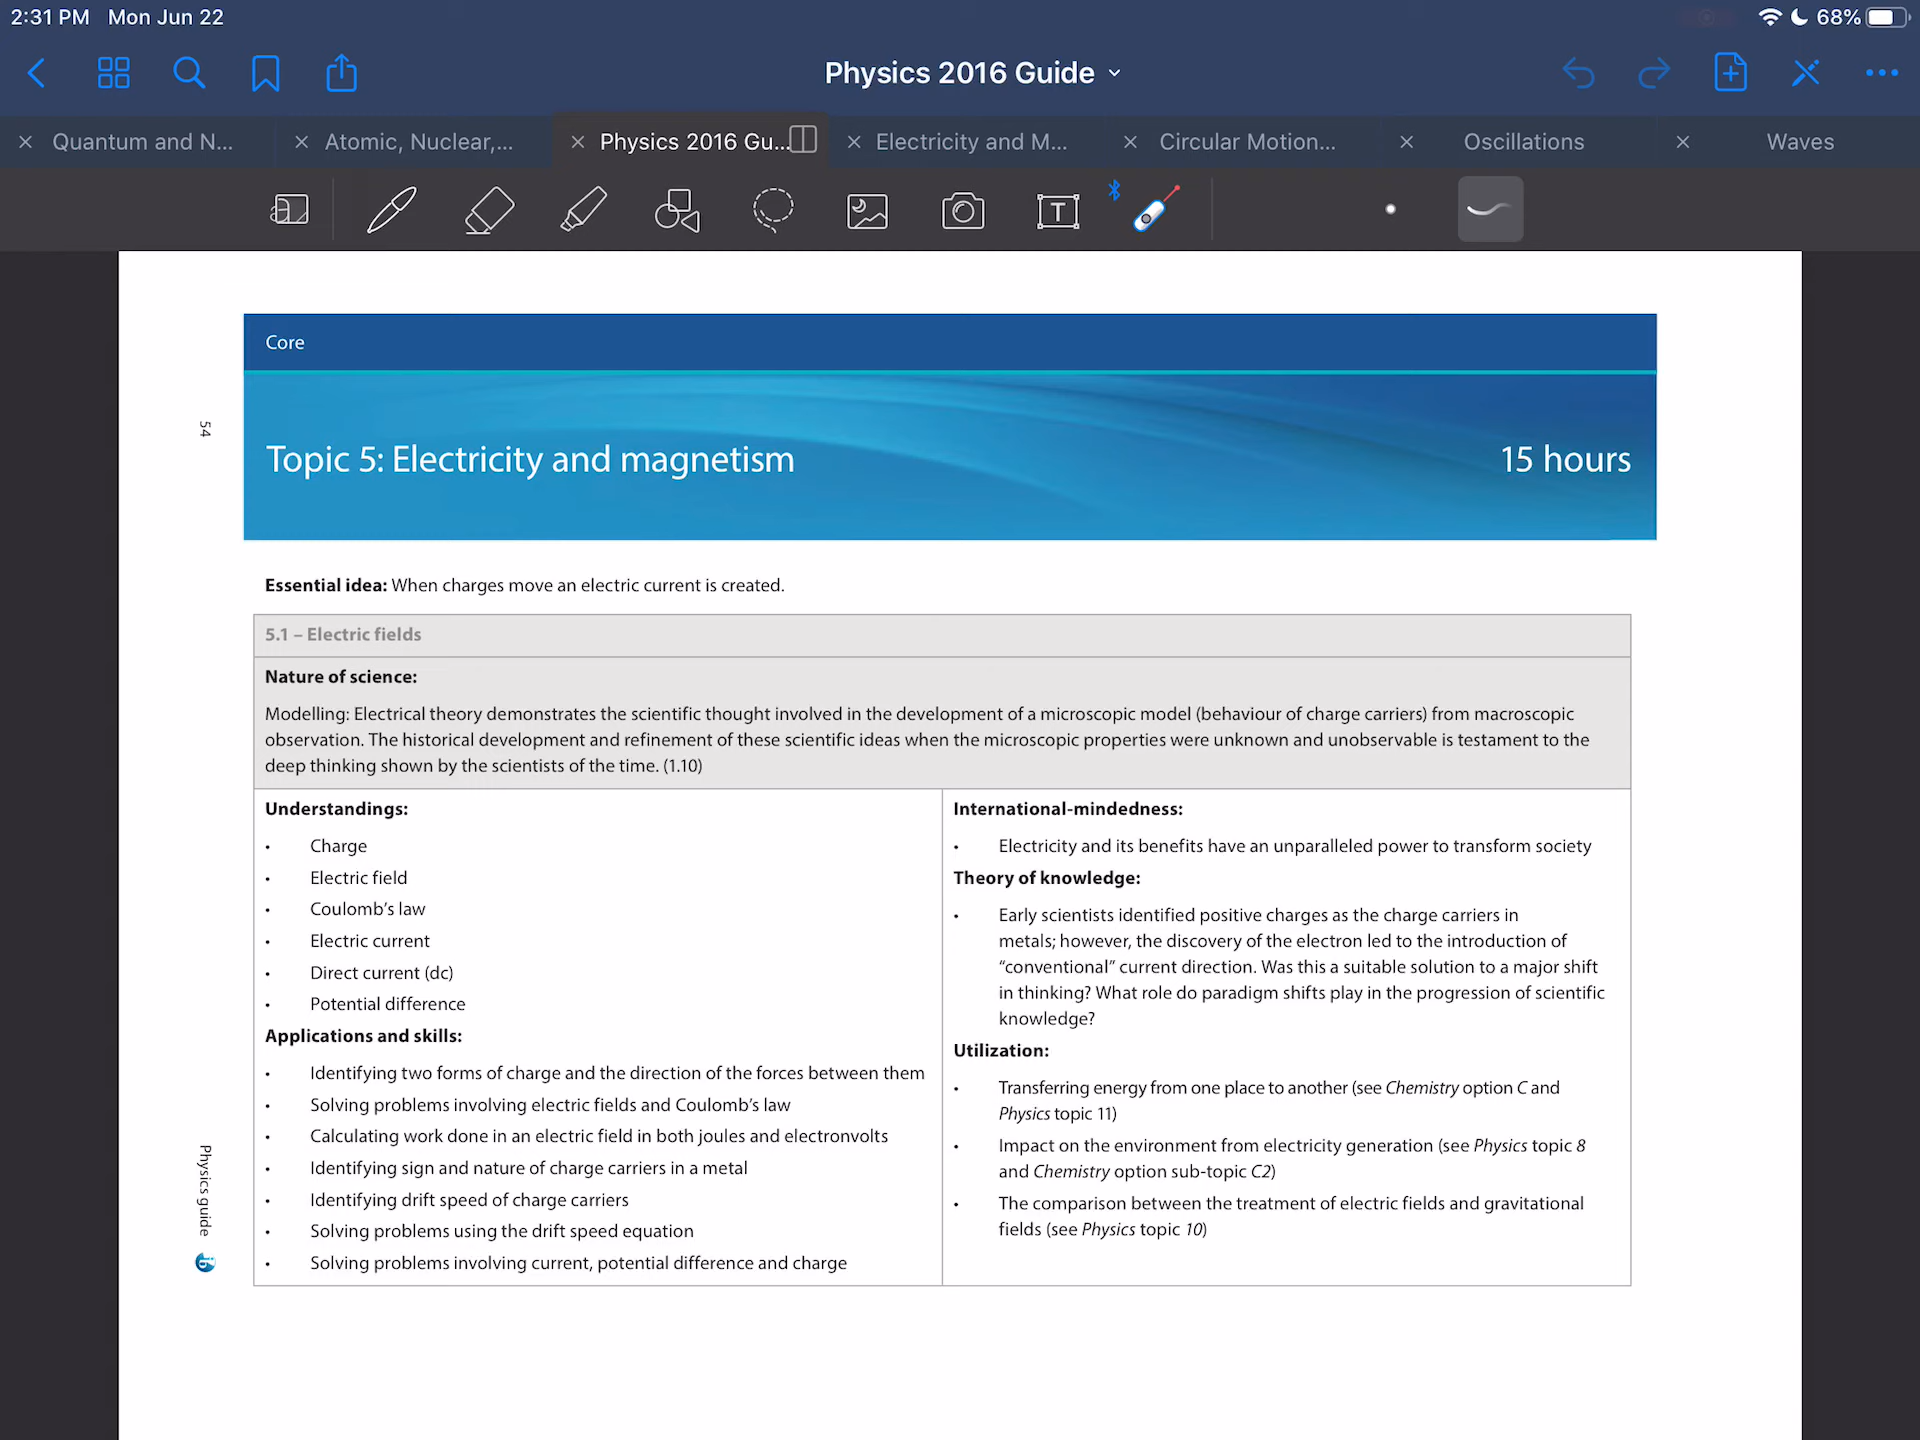 2:31 PM Mon Jun 22
68%
Physics 2016 Guide
Quantum and N...
Atomic, Nuclear,...
Physics 2016 Gu...
Electricity and M...
Circular Motion...
Oscillations
Waves
Core
54
Topic 5: Electricity and magnetism
15 hours
Essential idea: When charges move an electric current is created.
5.1 – Electric fields
Nature of science:
Modelling: Electrical theory demonstrates the scientific thought involved in the development of a microscopic model (behaviour of charge carriers) from macroscopic
observation. The historical development and refinement of these scientific ideas when the microscopic properties were unknown and unobservable is testament to the
deep thinking shown by the scientists of the time. (1.10)
Understandings:
• Charge
• Electric field
• Coulomb’s law
• Electric current
• Direct current (dc)
• Potential difference
Applications and skills:
• Identifying two forms of charge and the direction of the forces between them
• Solving problems involving electric fields and Coulomb’s law
• Calculating work done in an electric field in both joules and electronvolts
• Identifying sign and nature of charge carriers in a metal
• Identifying drift speed of charge carriers
• Solving problems using the drift speed equation
• Solving problems involving current, potential difference and charge
International-mindedness:
• Electricity and its benefits have an unparalleled power to transform society
Theory of knowledge:
• Early scientists identified positive charges as the charge carriers in
metals; however, the discovery of the electron led to the introduction of
“conventional” current direction. Was this a suitable solution to a major shift
in thinking? What role do paradigm shifts play in the progression of scientific
knowledge?
Utilization:
• Transferring energy from one place to another (see Chemistry option C and
Physics topic 11)
• Impact on the environment from electricity generation (see Physics topic 8
and Chemistry option sub-topic C2)
• The comparison between the treatment of electric fields and gravitational
fields (see Physics topic 10)
Physics guide